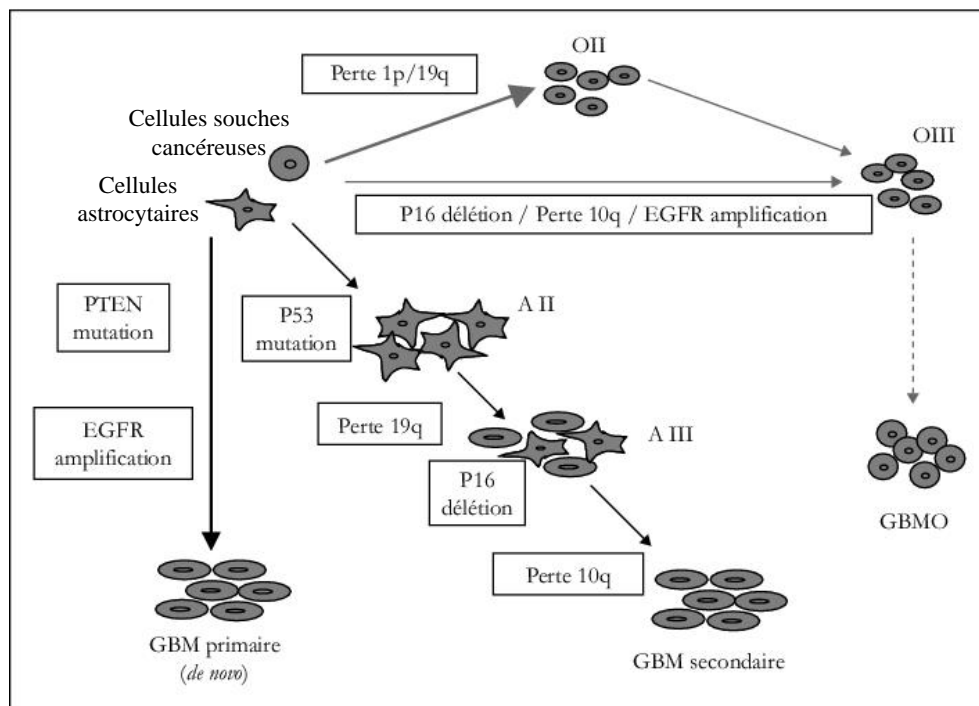 OII
Perte 1p/19q
Cellules souches
cancéreuses
OIII
Cellules
astrocytaires
P16 délétion / Perte 10q / EGFR amplification
PTEN
mutation
P53
mutation
A II
EGFR
amplification
Perte 19q
A III
P16
délétion
GBMO
Perte 10q
GBM primaire
(de novo)
GBM secondaire